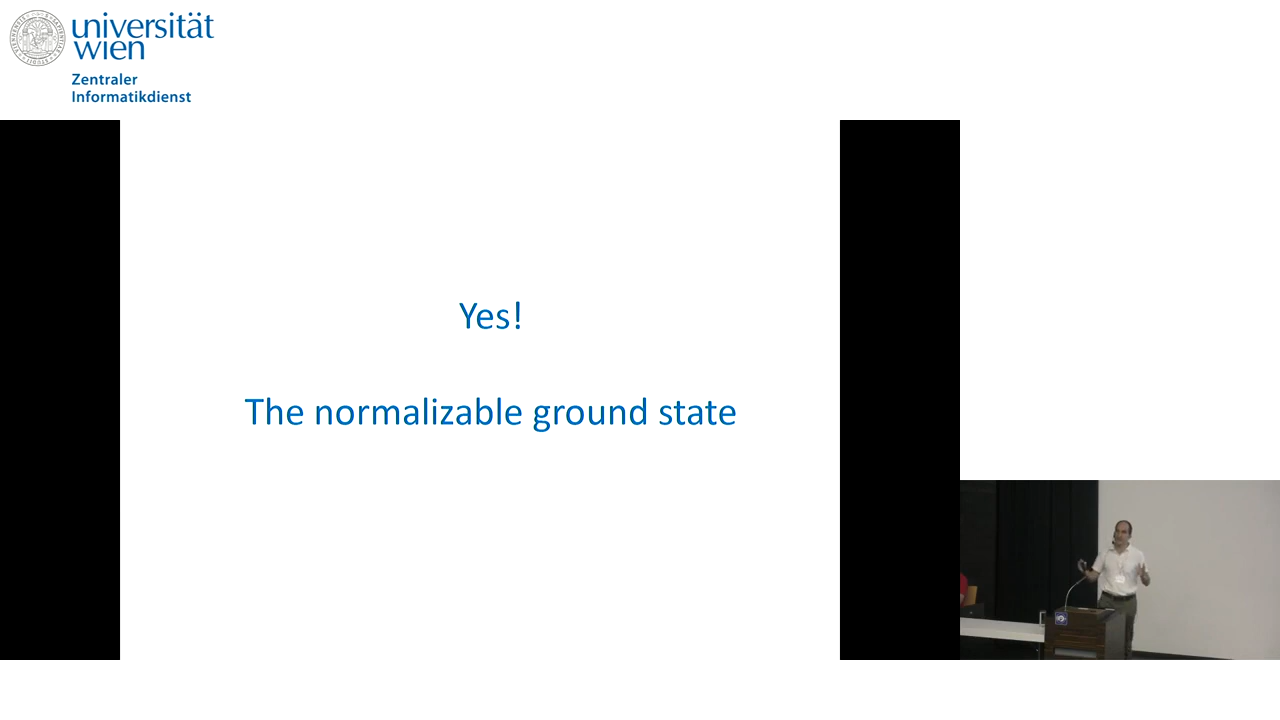 universität
wien
Zentraler
Informatikdienst
Yes!
The normalizable ground state